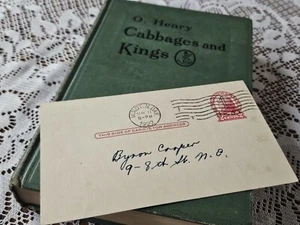 O. Henry
Cabbages and
Kings
THIS SIDE OF CARD IS FOR ADDRESS
Byron Cooper
9-8th St. N.E.